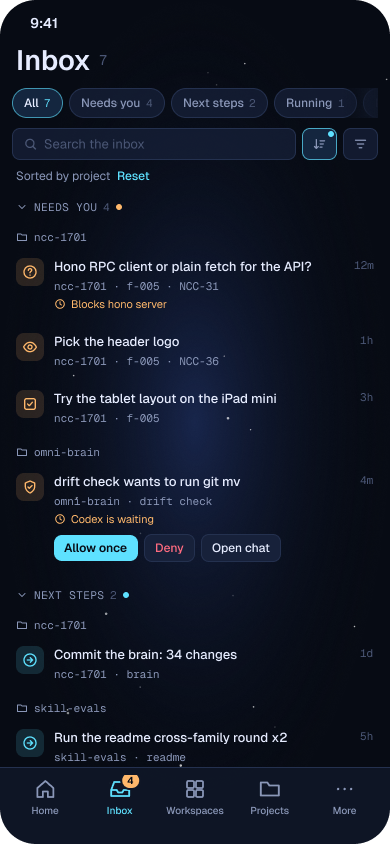 9:41
Inbox 7
All 7 Needs you 4 Next steps 2 Running 1
Search the inbox
Sorted by project Reset
NEEDS YOU 4
ncc-1701
Hono RPC client or plain fetch for the API? 12m
ncc-1701 · f-005 · NCC-31
Blocks hono server
Pick the header logo 1h
ncc-1701 · f-005 · NCC-36
Try the tablet layout on the iPad mini 3h
ncc-1701 · f-005
omni-brain
drift check wants to run git mv 4m
omni-brain · drift check
Codex is waiting
Allow once Deny Open chat
NEXT STEPS 2
ncc-1701
Commit the brain: 34 changes 1d
ncc-1701 · brain
skill-evals
Run the readme cross-family round x2 5h
skill-evals · readme
4
Home Inbox Workspaces Projects More